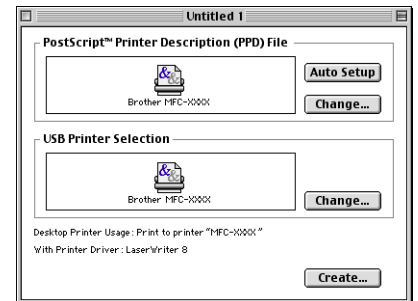 Untitled 1
PostScript™ Printer Description (PPD) File
Brother MFC-XXXX
Auto Setup
Change...
USB Printer Selection
Brother MFC-XXXX
Change...
Desktop Printer Usage: Print to printer "MFC-XXXX "
With Printer Driver: LaserWriter 8
Create...